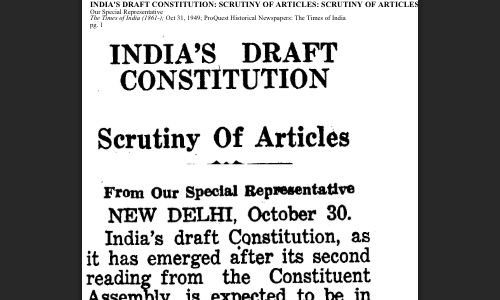 INDIA'S DRAFT CONSTITUTION: SCRUTINY OF ARTICLES: SCRUTINY OF ARTICLES
Our Special Representative
The Times of India (1861-); Oct 31, 1949; ProQuest Historical Newspapers: The Times of India
pg. 1
INDIA'S DRAFT
CONSTITUTION
Scrutiny Of Articles
From Our Special Representative
NEW DELHI, October 30.
India's draft Constitution, as
it has emerged after its second
reading from the Constituent
Assembly, is expected to be in